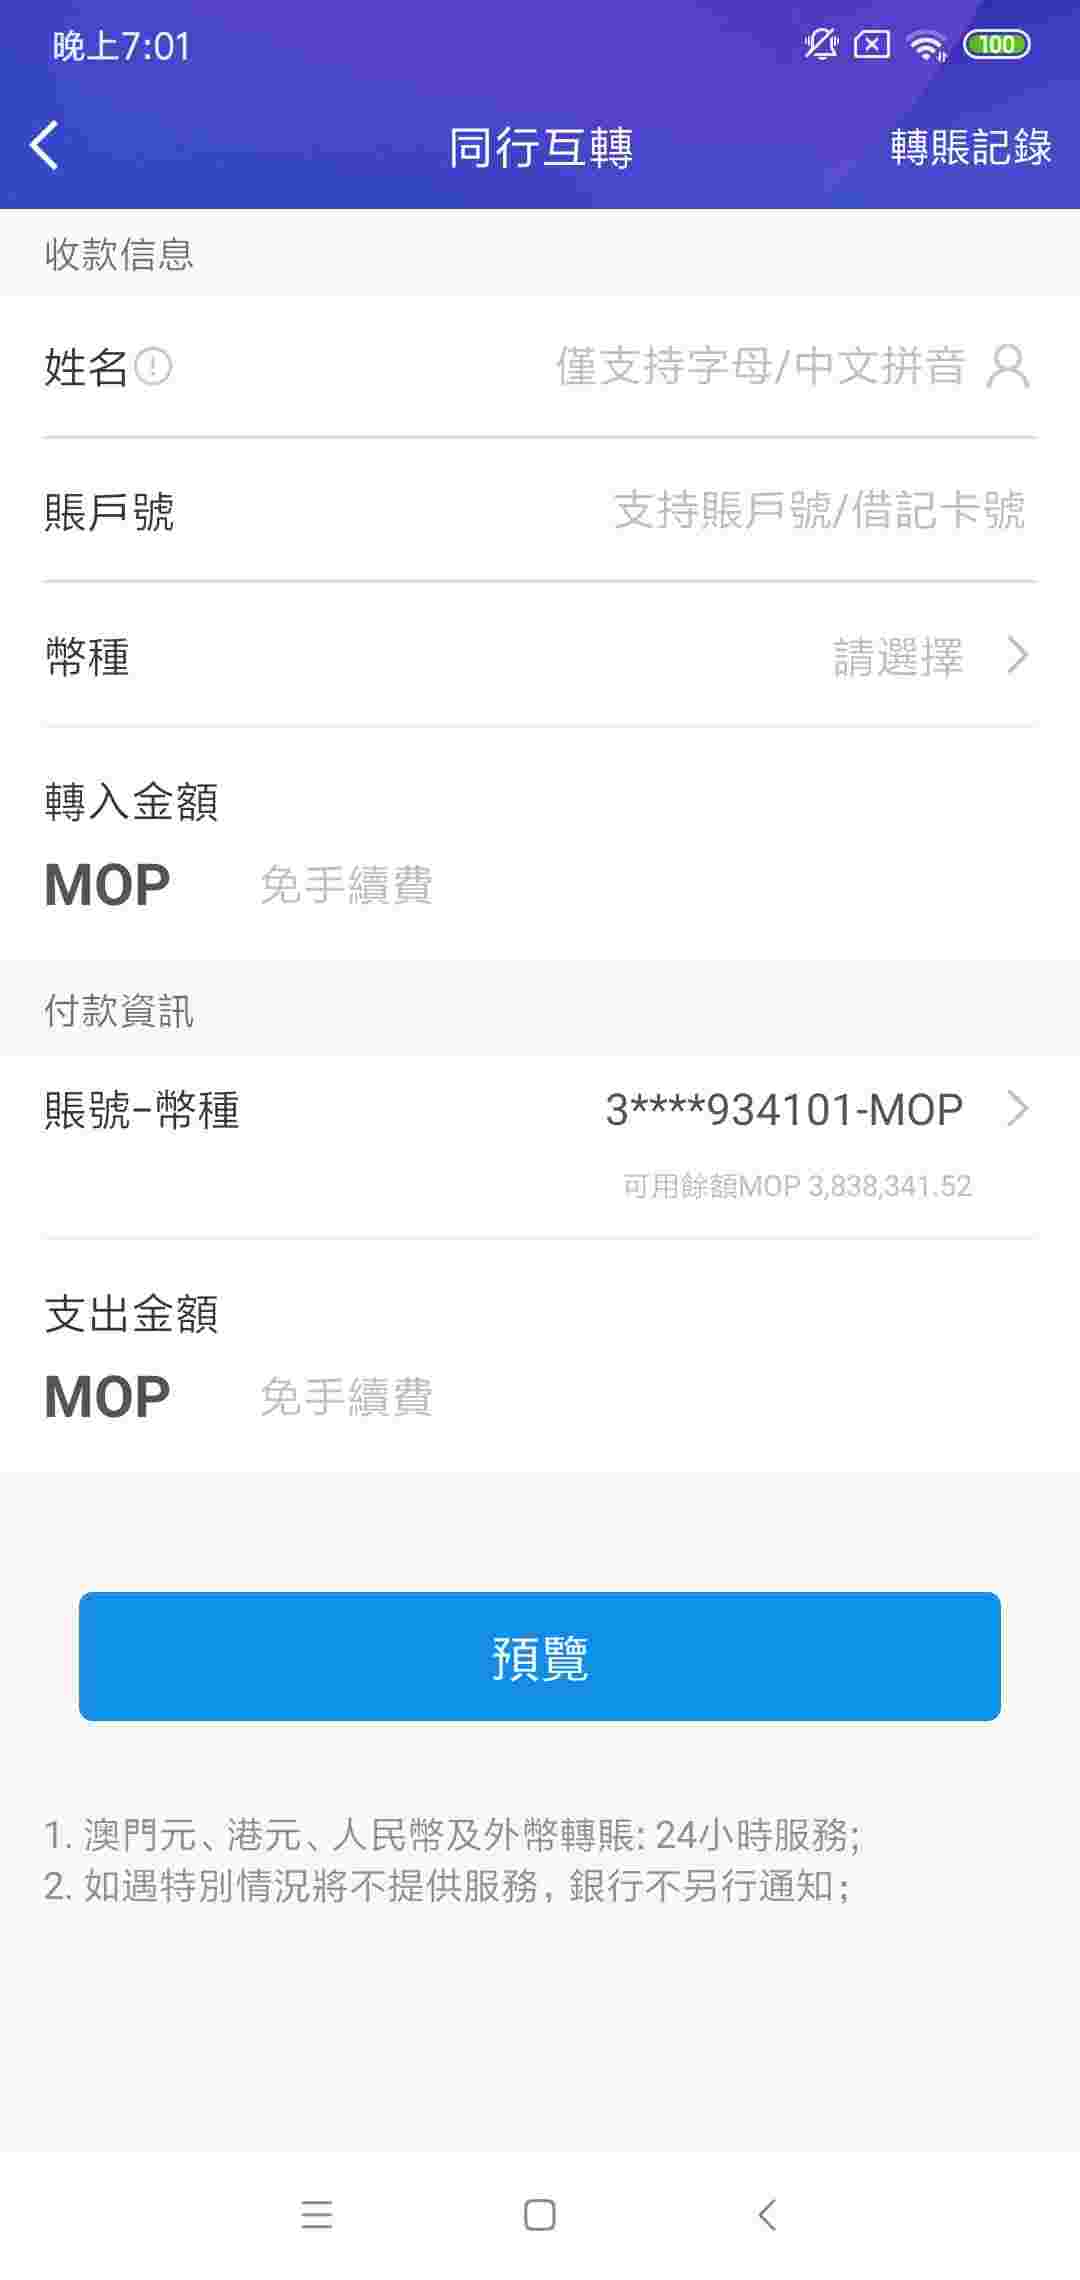 晚上7:01
100
同行互轉
轉賬記錄
收款信息
姓名
僅支持字母/中文拼音
賬戶號
支持賬戶號/借記卡號
幣種
請選擇
轉入金額
MOP 免手續費
付款資訊
賬號-幣種
3****934101-MOP
可用餘額MOP 3,838,341.52
支出金額
MOP 免手續費
預覽
1. 澳門元、港元、人民幣及外幣轉賬: 24小時服務;
2. 如遇特別情況將不提供服務，銀行不另行通知;